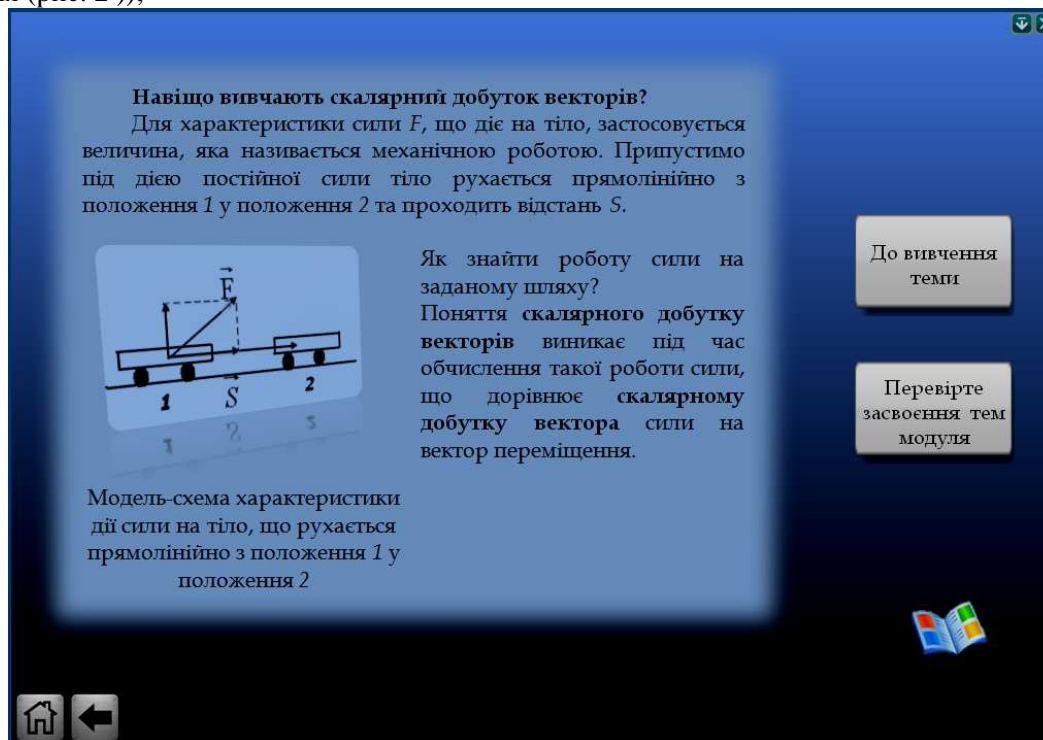 (рис. 2 )),
Навіщо вивчають скалярний добуток векторів?
Для характеристики сили F, що діє на тіло, застосовується
величина, яка називається механічною роботою. Припустимо
під дією постійної сили тіло рухається прямолінійно з
положення 1 у положення 2 та проходить відстань S.
F
1
S
2
Як знайти роботу сили на
заданому шляху?
Поняття скалярного добутку
векторів виникає під час
обчислення такої роботи сили,
що дорівнює скалярному
добутку вектора сили на
вектор переміщення.
Модель-схема характеристики
дії сили на тіло, що рухається
прямолінійно з положення 1 у
положення 2
До вивчення
теми
Перевірте
засвоєння тем
модуля